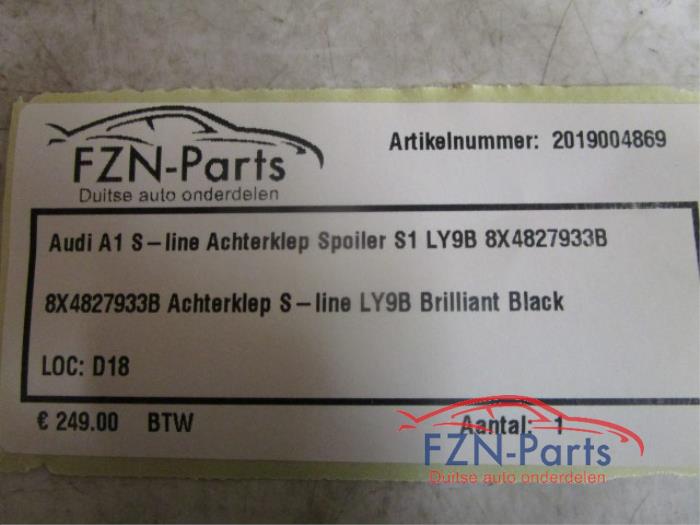 FZN-Parts
Duitse auto onderdelen
Artikelnummer: 2019004869
Audi A1 S-line Achterklep Spoiler S1 LY9B 8X4827933B
8X4827933B Achterklep S-line LY9B Brilliant Black
LOC: D18
€ 249.00 BTW
Aantal: 1
FZN-Parts
Duitse auto onderdelen